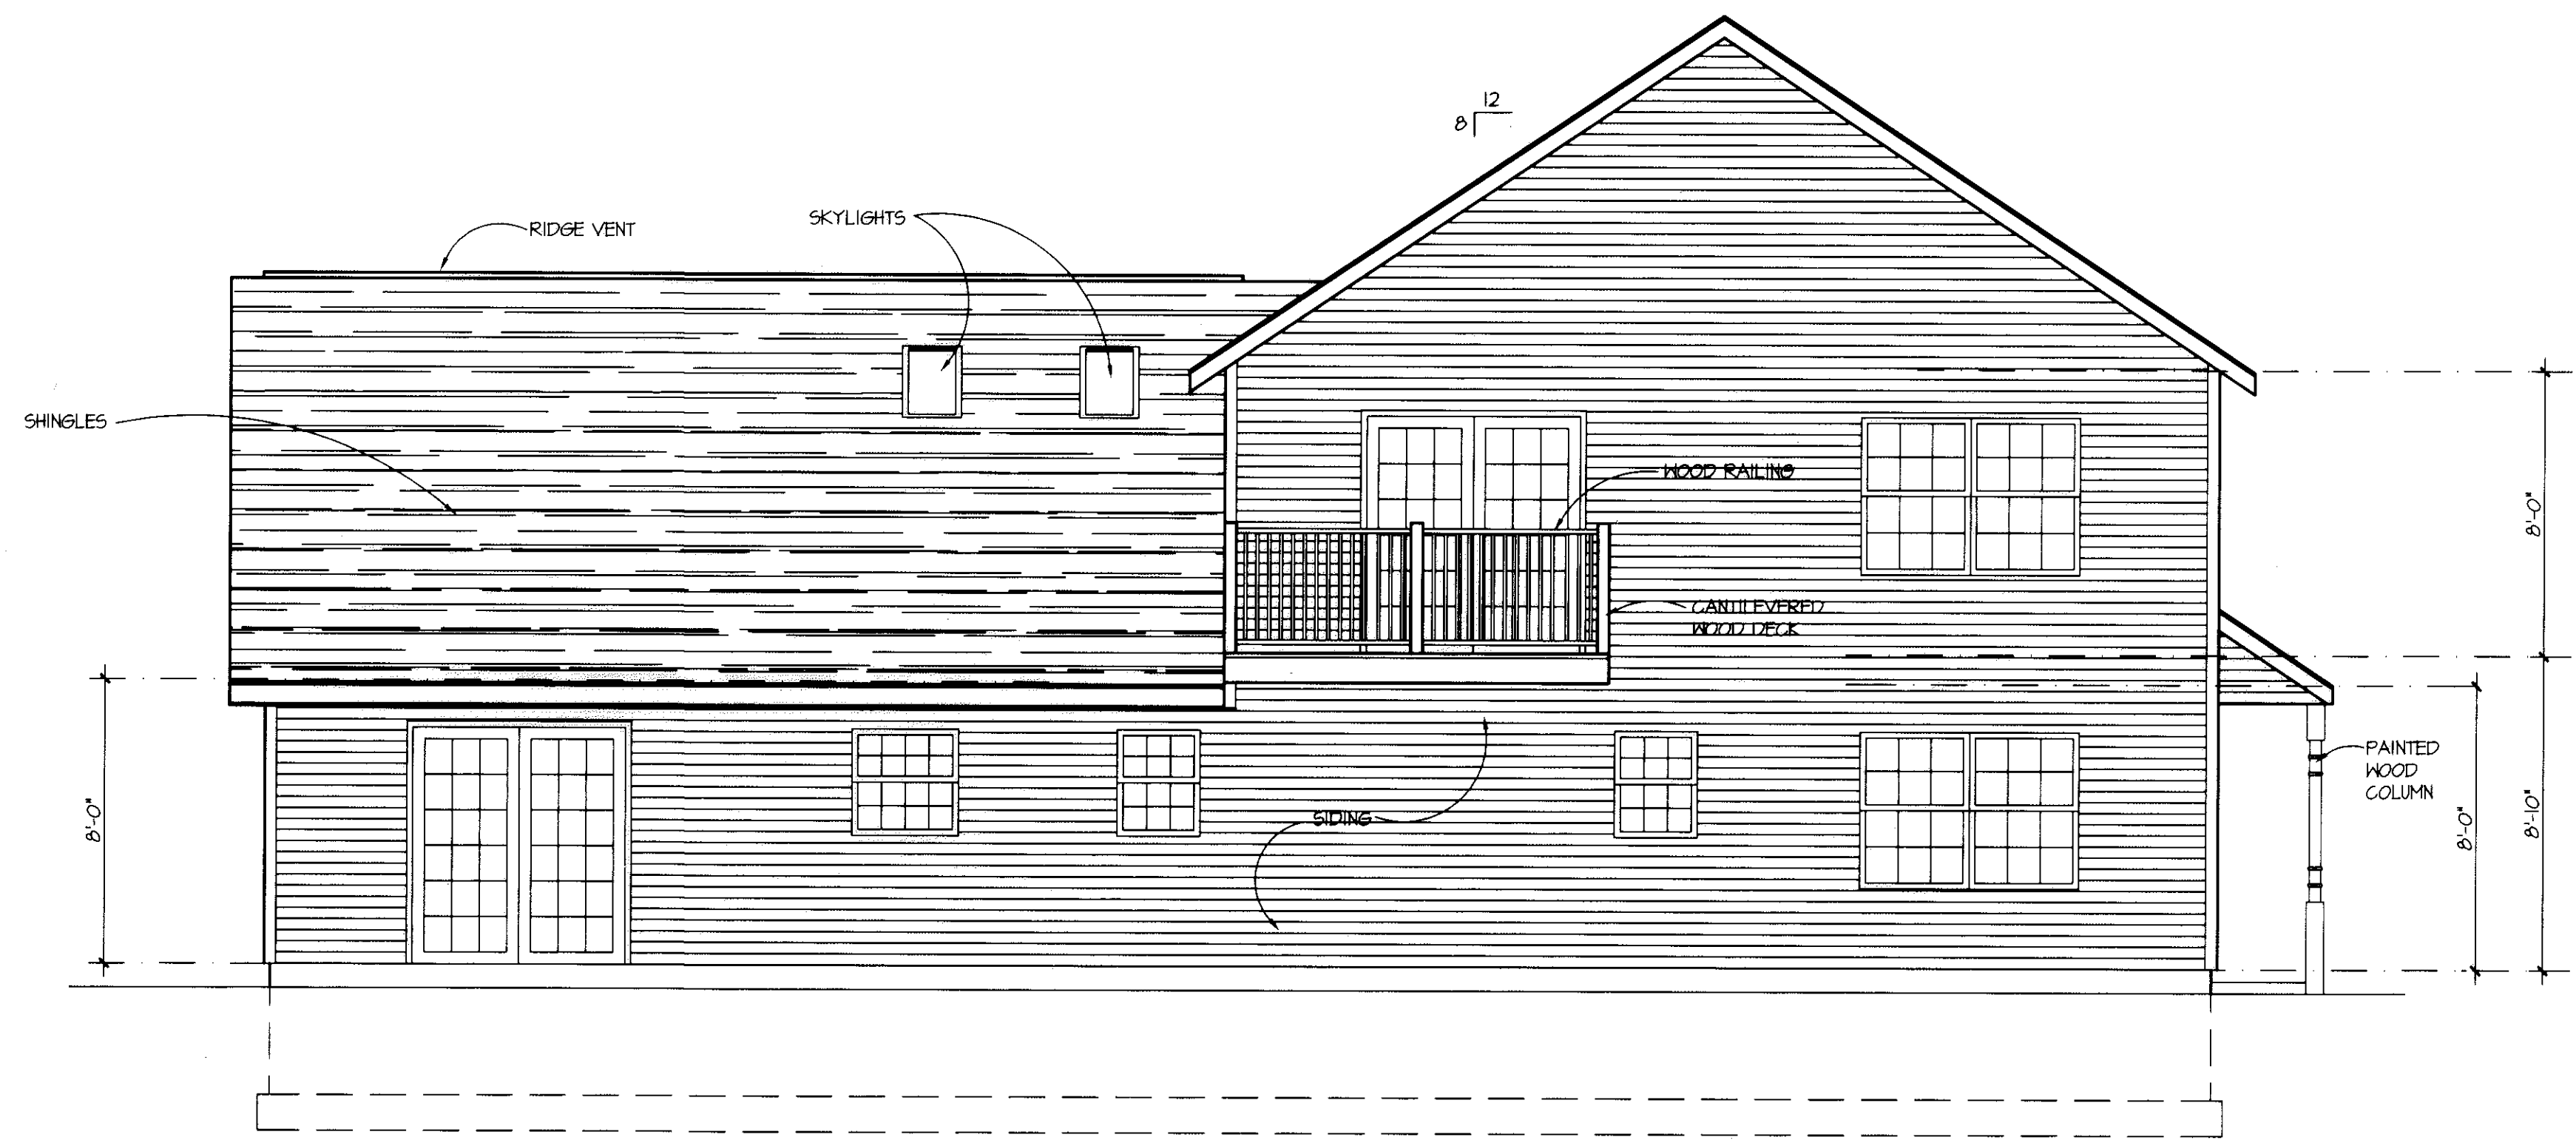 12
8
SKYLIGHTS
RIDGE VENT
SHINGLES
WOOD RAILING
8'-0"
CANTILEVERED
WOOD DECK
PAINTED
WOOD
COLUMN
8'-0"
SIDING
8'-0"
8'-10"